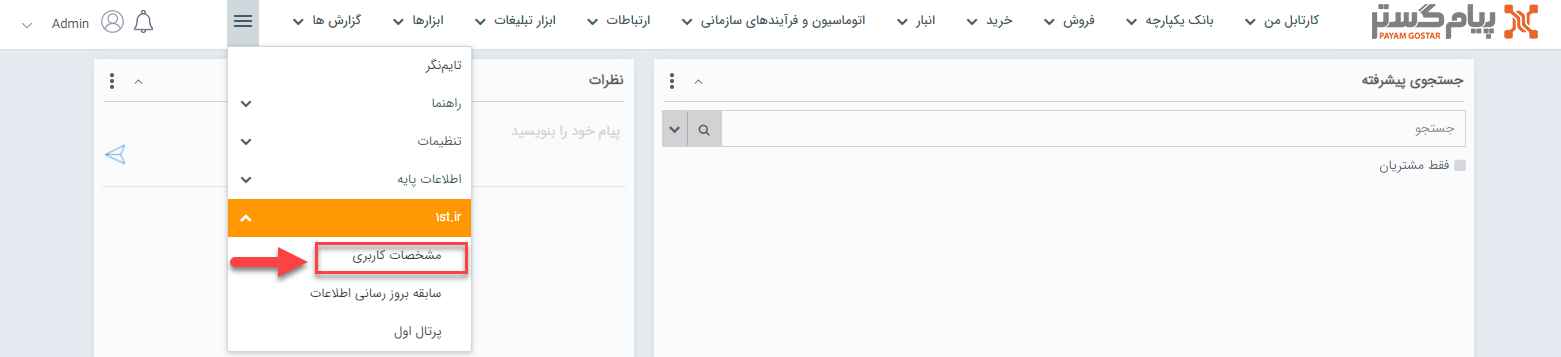 پیام گستر
PAYAM GOSTAR
کارتابل من
بانک یکپارچه
فروش
خرید
انبار
اتوماسیون و فرآیندهای سازمانی
ارتباطات
ابزار تبلیغات
ابزارها
گزارش ها
Admin
جستجوی پیشرفته
جستجو
فقط مشتریان
نظرات
پیام خود را بنویسید
تایم‌نگر
راهنما
تنظیمات
اطلاعات پایه
۱st.ir
مشخصات کاربری
سابقه بروز رسانی اطلاعات
پرتال اول